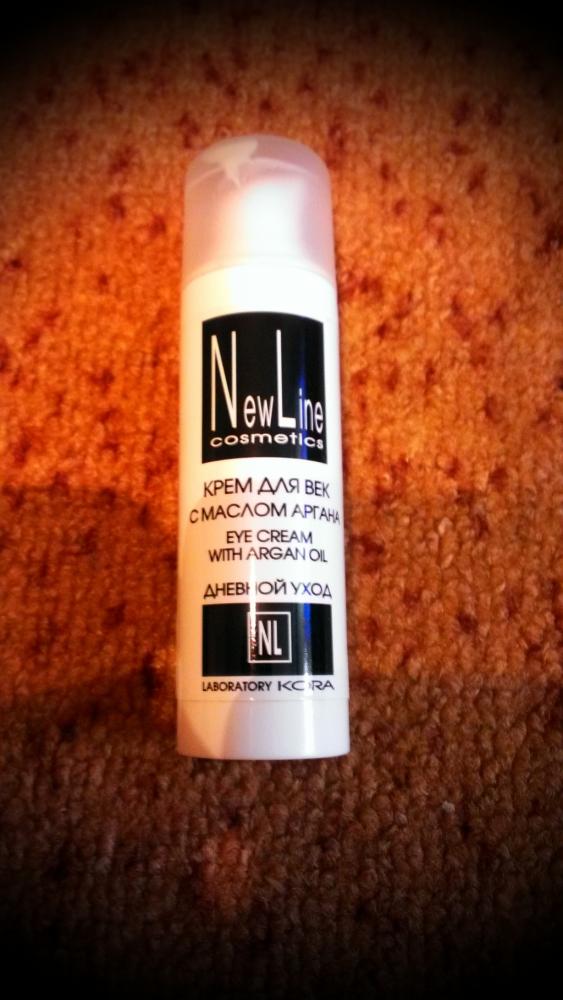 NewLine
cosmetics
КРЕМ ДЛЯ ВЕК
С МАСЛОМ АРГАНА
EYE CREAM
WITH ARGAN OIL
ДНЕВНОЙ УХОД
NL
LABORATORY KORA